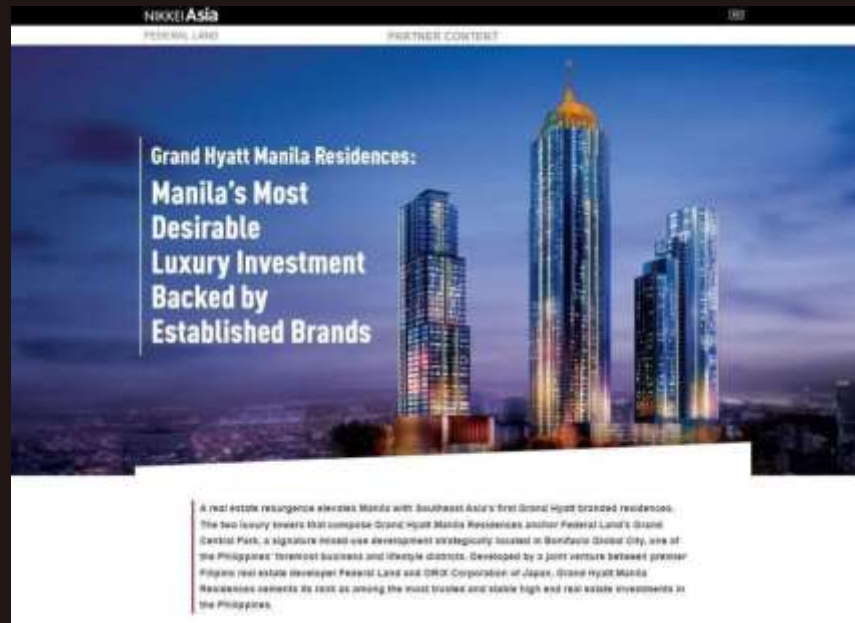 NIKKEI Asia
FEDERAL LAND
PARTNER CONTENT
Grand Hyatt Manila Residences:
Manila's Most
Desirable
Luxury Investment
Backed by
Established Brands
A real estate resurgence elevates Manila with Southeast Asia's first Grand Hyatt branded residences.
The two luxury towers that compose Grand Hyatt Manila Residences anchor Federal Land's Grand
Central Park, a signature mixed-use development strategically located in Bonifacio Global City, one of
the Philippines' foremost business and lifestyle districts. Developed by a joint venture between premier
Filipino real estate developer Federal Land and ORIX Corporation of Japan, Grand Hyatt Manila
Residences cements its rank as among the most trusted and stable high end real estate investments in
the Philippines.